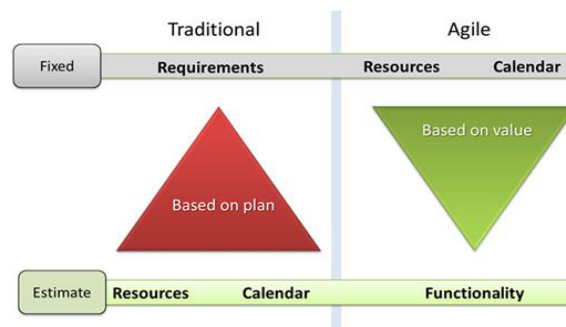 Traditional Agile
Fixed Requirements Resources Calendar
Based on value
Based on plan
Estimate Resources Calendar Functionality